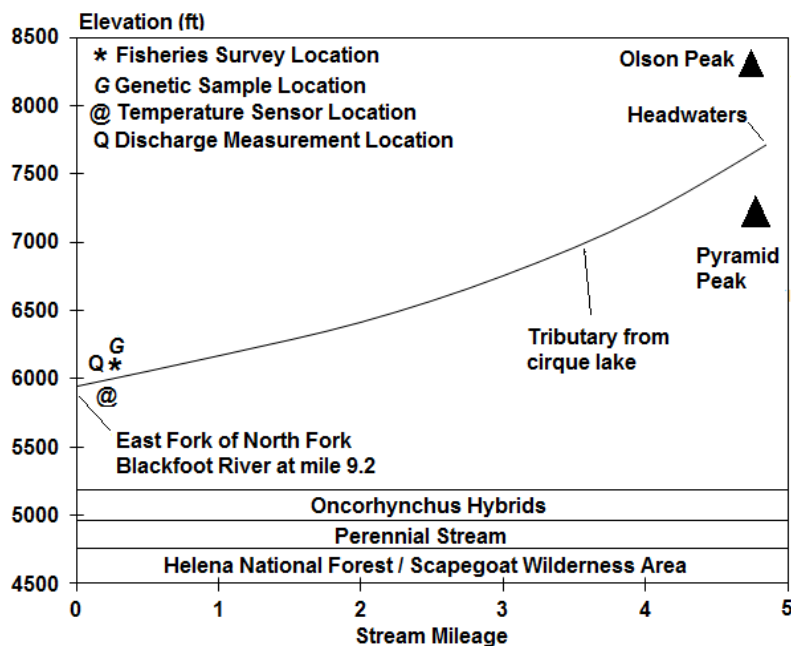 Elevation (ft)
8500
8000
7500
7000
6500
6000
5500
5000
4500
* Fisheries Survey Location
G Genetic Sample Location
@ Temperature Sensor Location
Q Discharge Measurement Location
Olson Peak
Headwaters
Pyramid
Peak
Tributary from
cirque lake
G
Q *
@
East Fork of North Fork
Blackfoot River at mile 9.2
Oncorhynchus Hybrids
Perennial Stream
Helena National Forest / Scapegoat Wilderness Area
0 1 2 3 4 5
Stream Mileage